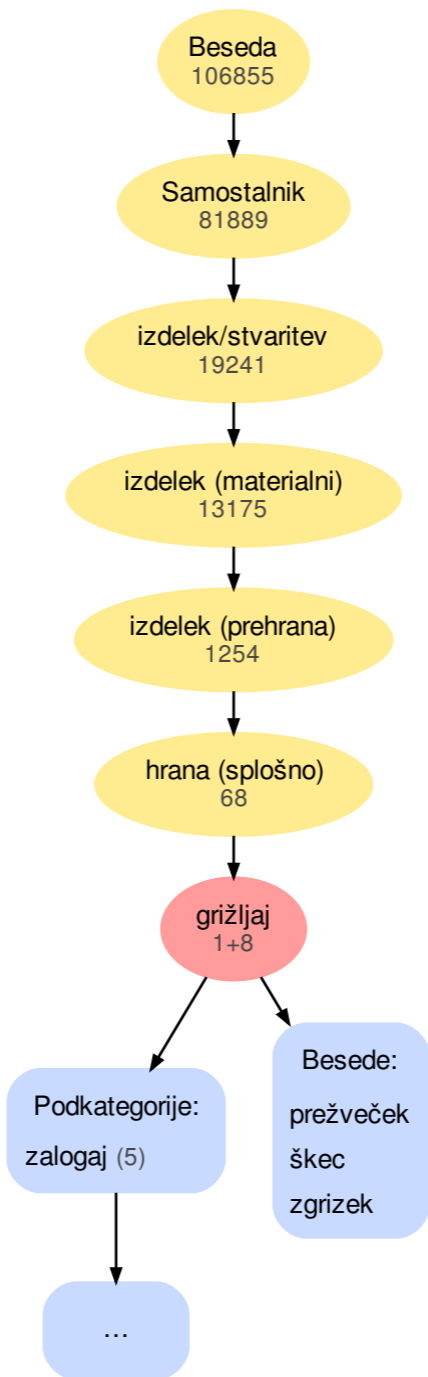 Beseda
106855
Samostalnik
81889
izdelek/stvaritev
19241
izdelek (materialni)
13175
izdelek (prehrana)
1254
hrana (splošno)
68
grižljaj
1+8
Podkategorije:
zalogaj (5)
...
Besede:
prežveček
škec
zgrizek